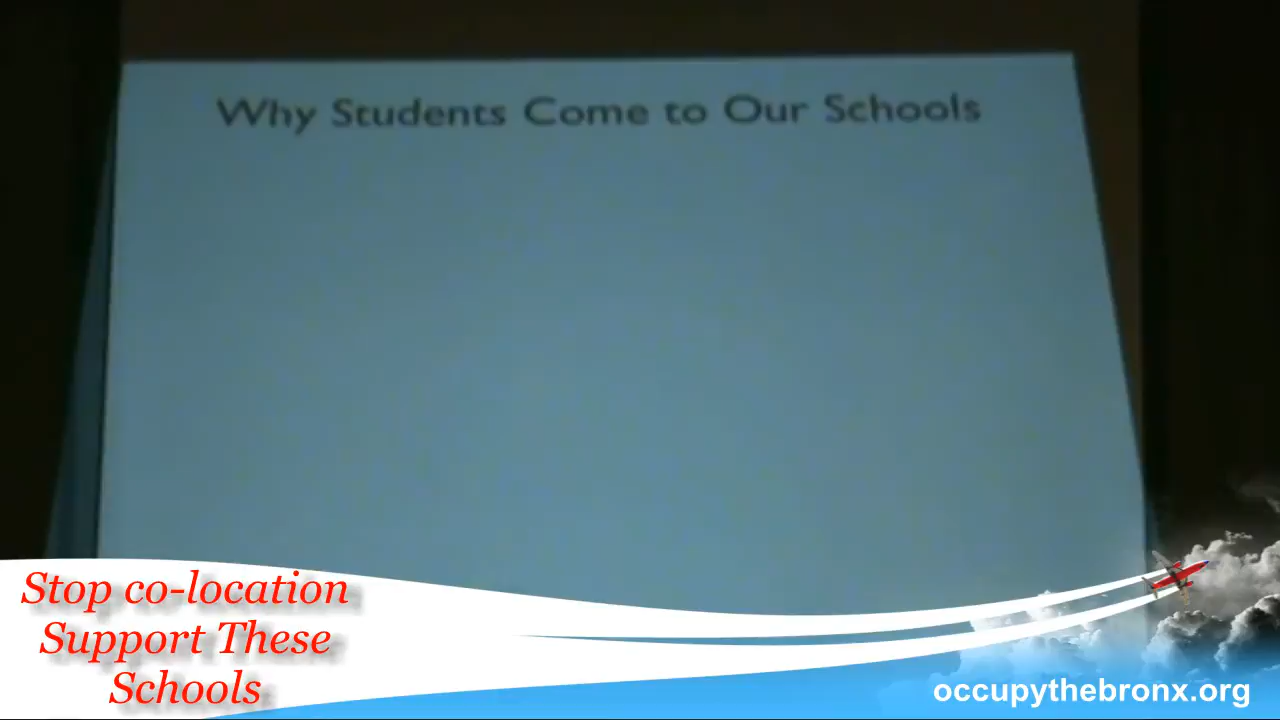 Why Students Come to Our Schools
Stop co-location
Support These
Schools
occupythebronx.org